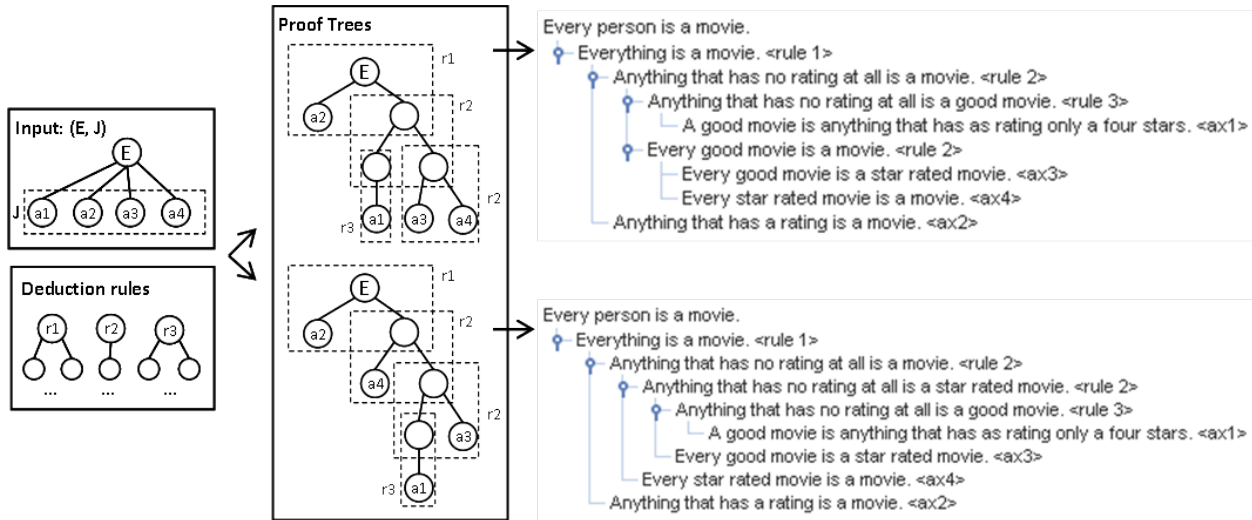 Input: (E, J)
E
J
a1 a2 a3 a4
Deduction rules
r1 r2 r3
... ... ...
Proof Trees
E
r1
a2
r2
r2
a1 a3 a4
r3
E
r1
a2
r2
a4
r2
a3
r3
a1
Every person is a movie.
Everything is a movie. <rule 1>
Anything that has no rating at all is a movie. <rule 2>
Anything that has no rating at all is a good movie. <rule 3>
A good movie is anything that has as rating only a four stars. <ax1>
Every good movie is a movie. <rule 2>
Every good movie is a star rated movie. <ax3>
Every star rated movie is a movie. <ax4>
Anything that has a rating is a movie. <ax2>
Every person is a movie.
Everything is a movie. <rule 1>
Anything that has no rating at all is a movie. <rule 2>
Anything that has no rating at all is a star rated movie. <rule 2>
Anything that has no rating at all is a good movie. <rule 3>
A good movie is anything that has as rating only a four stars. <ax1>
Every good movie is a star rated movie. <ax3>
Every star rated movie is a movie. <ax4>
Anything that has a rating is a movie. <ax2>